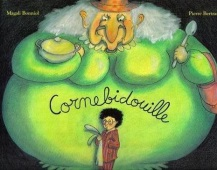 Magali Bonniol
Pierre Bertrand
Cornebidouille